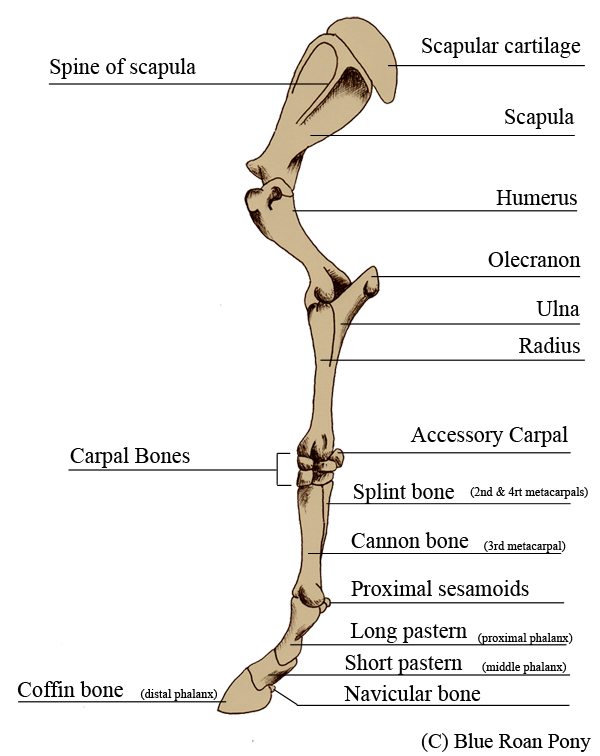 Scapular cartilage
Spine of scapula
Scapula
Humerus
Olecranon
Ulna
Radius
Accessory Carpal
Carpal Bones
Splint bone (2nd & 4rt metacarpals)
Cannon bone (3rd metacarpal)
Proximal sesamoids
Long pastern (proximal phalanx)
Short pastern (middle phalanx)
Coffin bone (distal phalanx)
Navicular bone
(C) Blue Roan Pony